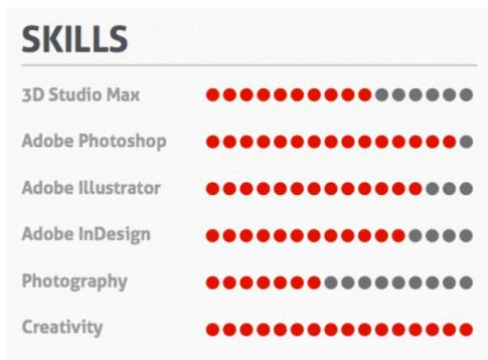 SKILLS
3D Studio Max
Adobe Photoshop
Adobe Illustrator
Adobe InDesign
Photography
Creativity